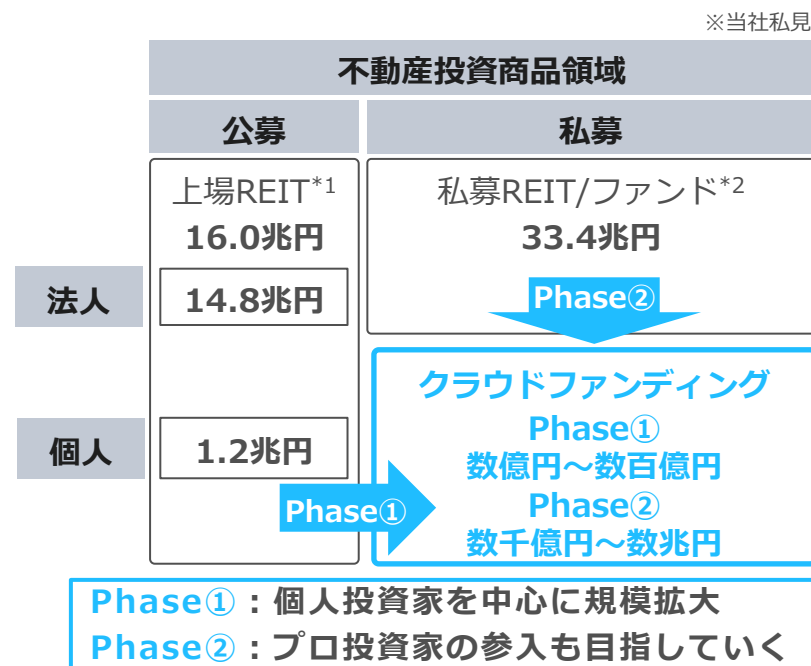 ※当社私見
不動産投資商品領域
公募
私募
上場REIT*1
16.0兆円
私募REIT/ファンド*2
33.4兆円
法人
14.8兆円
Phase②
クラウドファンディング
Phase①
数億円～数百億円
Phase②
数千億円～数兆円
個人
1.2兆円
Phase①
Phase①：個人投資家を中心に規模拡大
Phase②：プロ投資家の参入も目指していく